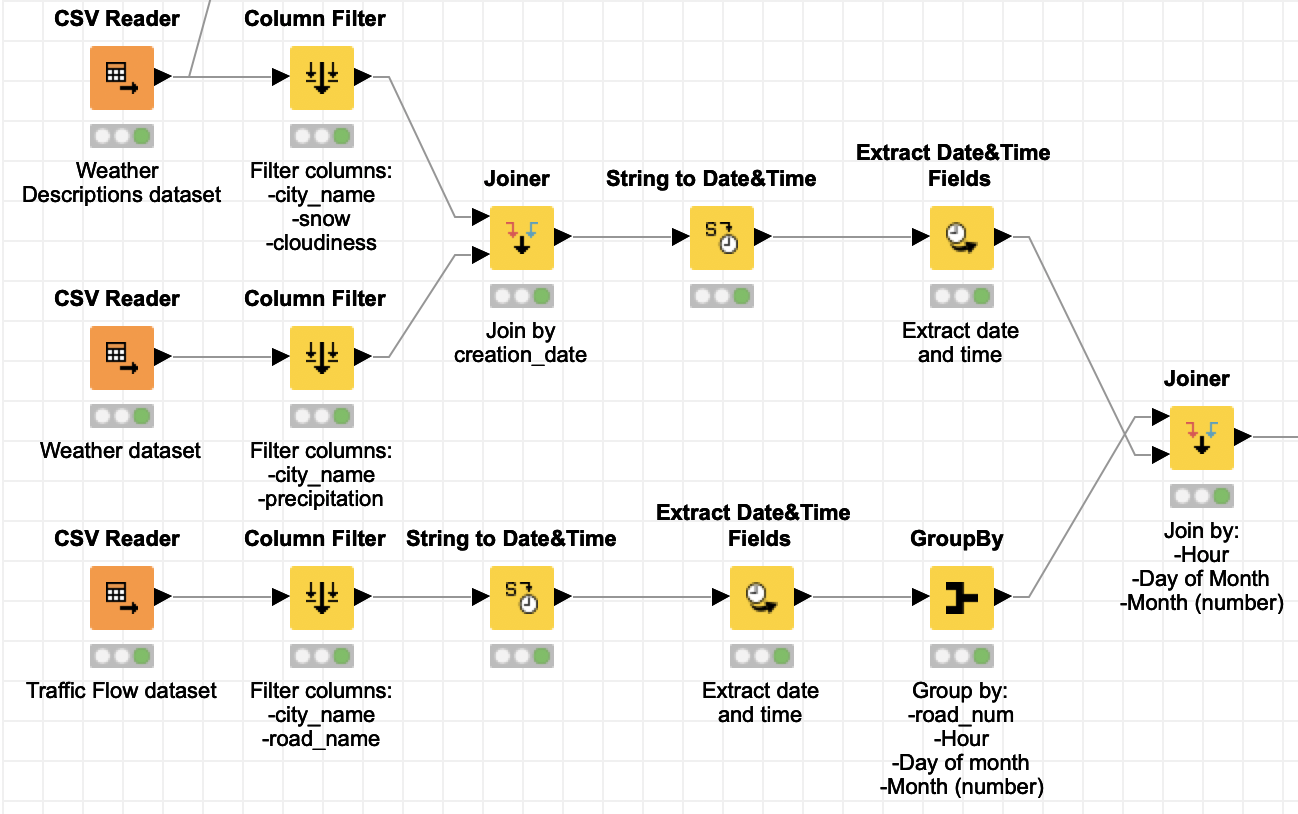 CSV Reader
Column Filter
Weather
Descriptions dataset
Filter columns:
-city_name
-snow
-cloudiness
Joiner
Join by
creation_date
String to Date&Time
Extract Date&Time
Fields
Extract date
and time
CSV Reader
Column Filter
Weather dataset
Filter columns:
-city_name
-precipitation
Joiner
Join by:
-Hour
-Day of Month
-Month (number)
CSV Reader
Column Filter
String to Date&Time
Extract Date&Time
Fields
GroupBy
Traffic Flow dataset
Filter columns:
-city_name
-road_name
S
S
Extract date
and time
Group by:
-road_num
-Hour
-Day of month
-Month (number)